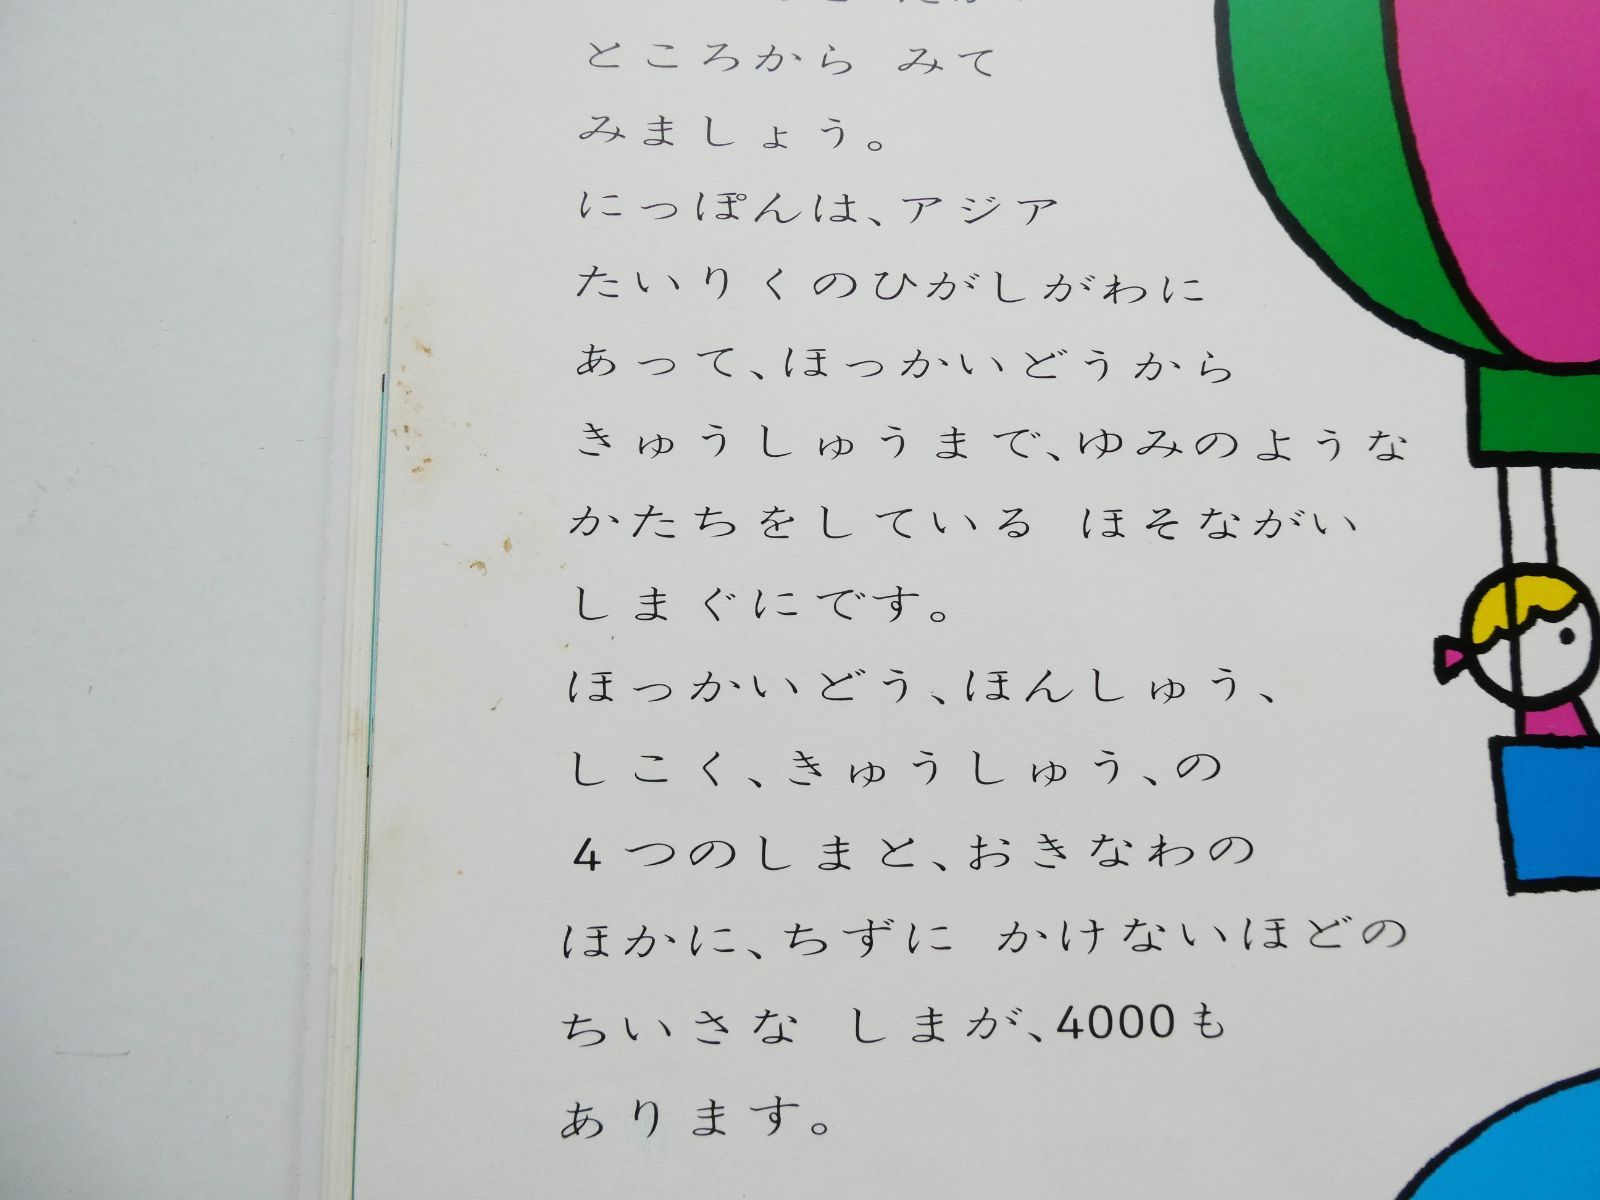 ところから みて
みましょう。
にっぽんは、アジア
たいりくのひがしがわに
あって、ほっかいどうから
きゅうしゅうまで、ゆみのような
かたちをしている ほそながい
しまぐにです。
ほっかいどう、ほんしゅう、
しこく、きゅうしゅう、の
4つのしまと、おきなわの
ほかに、ちずに かけないほどの
ちいさな しまが、4000も
あります。